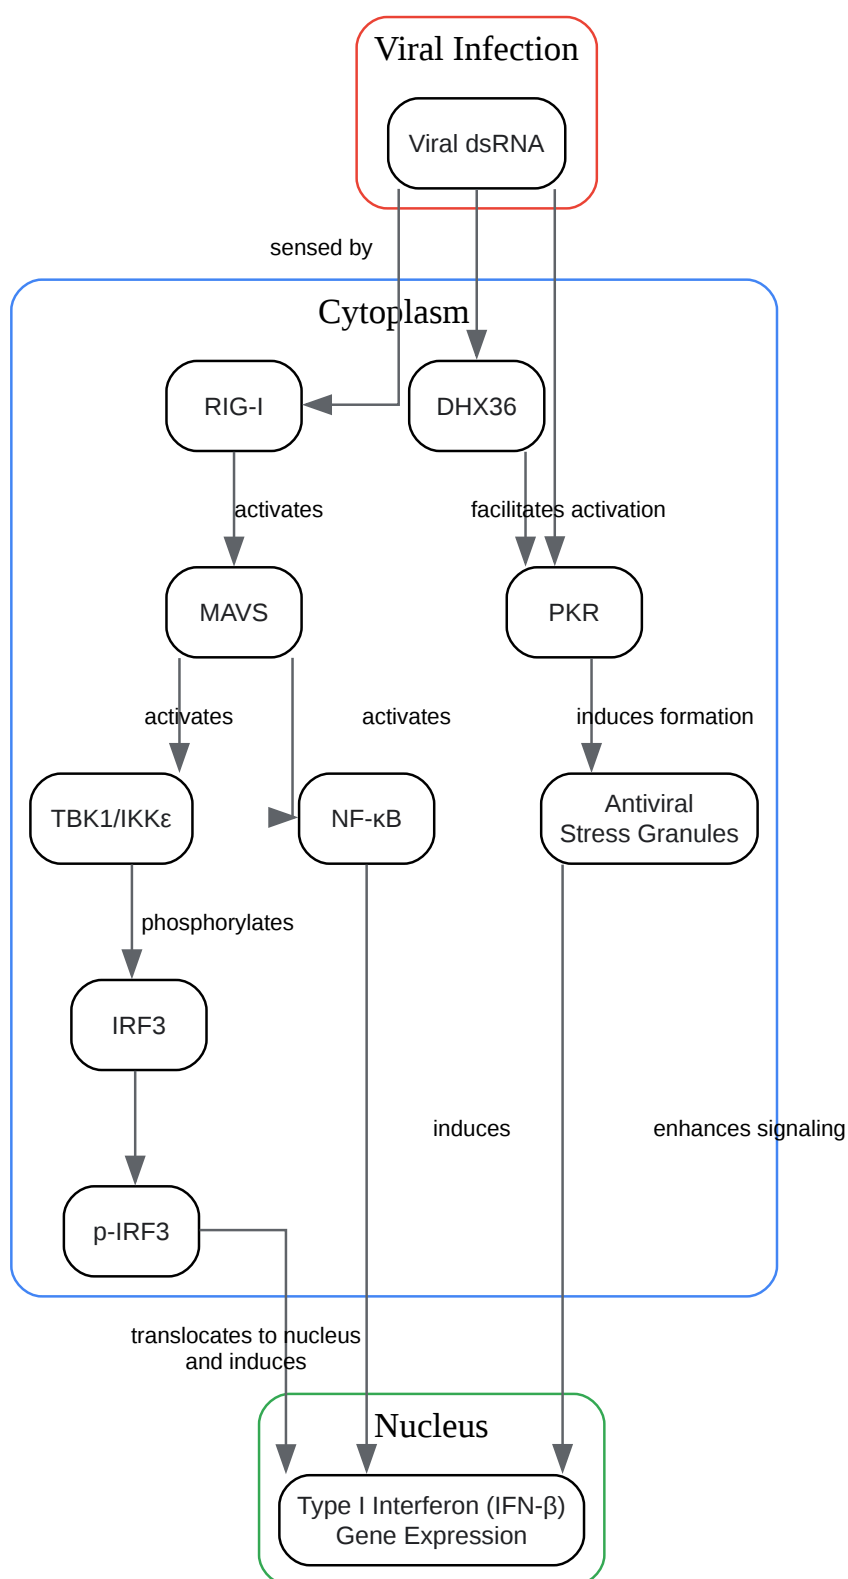 Viral Infection
Viral dsRNA
sensed by
Cytoplasm
RIG-I
DHX36
activates
facilitates activation
MAVS
PKR
activates
activates
induces formation
TBK1/IKKε
NF-κB
Antiviral
Stress Granules
phosphorylates
IRF3
induces
enhances signaling
p-IRF3
translocates to nucleus
and induces
Nucleus
Type I Interferon (IFN-β)
Gene Expression